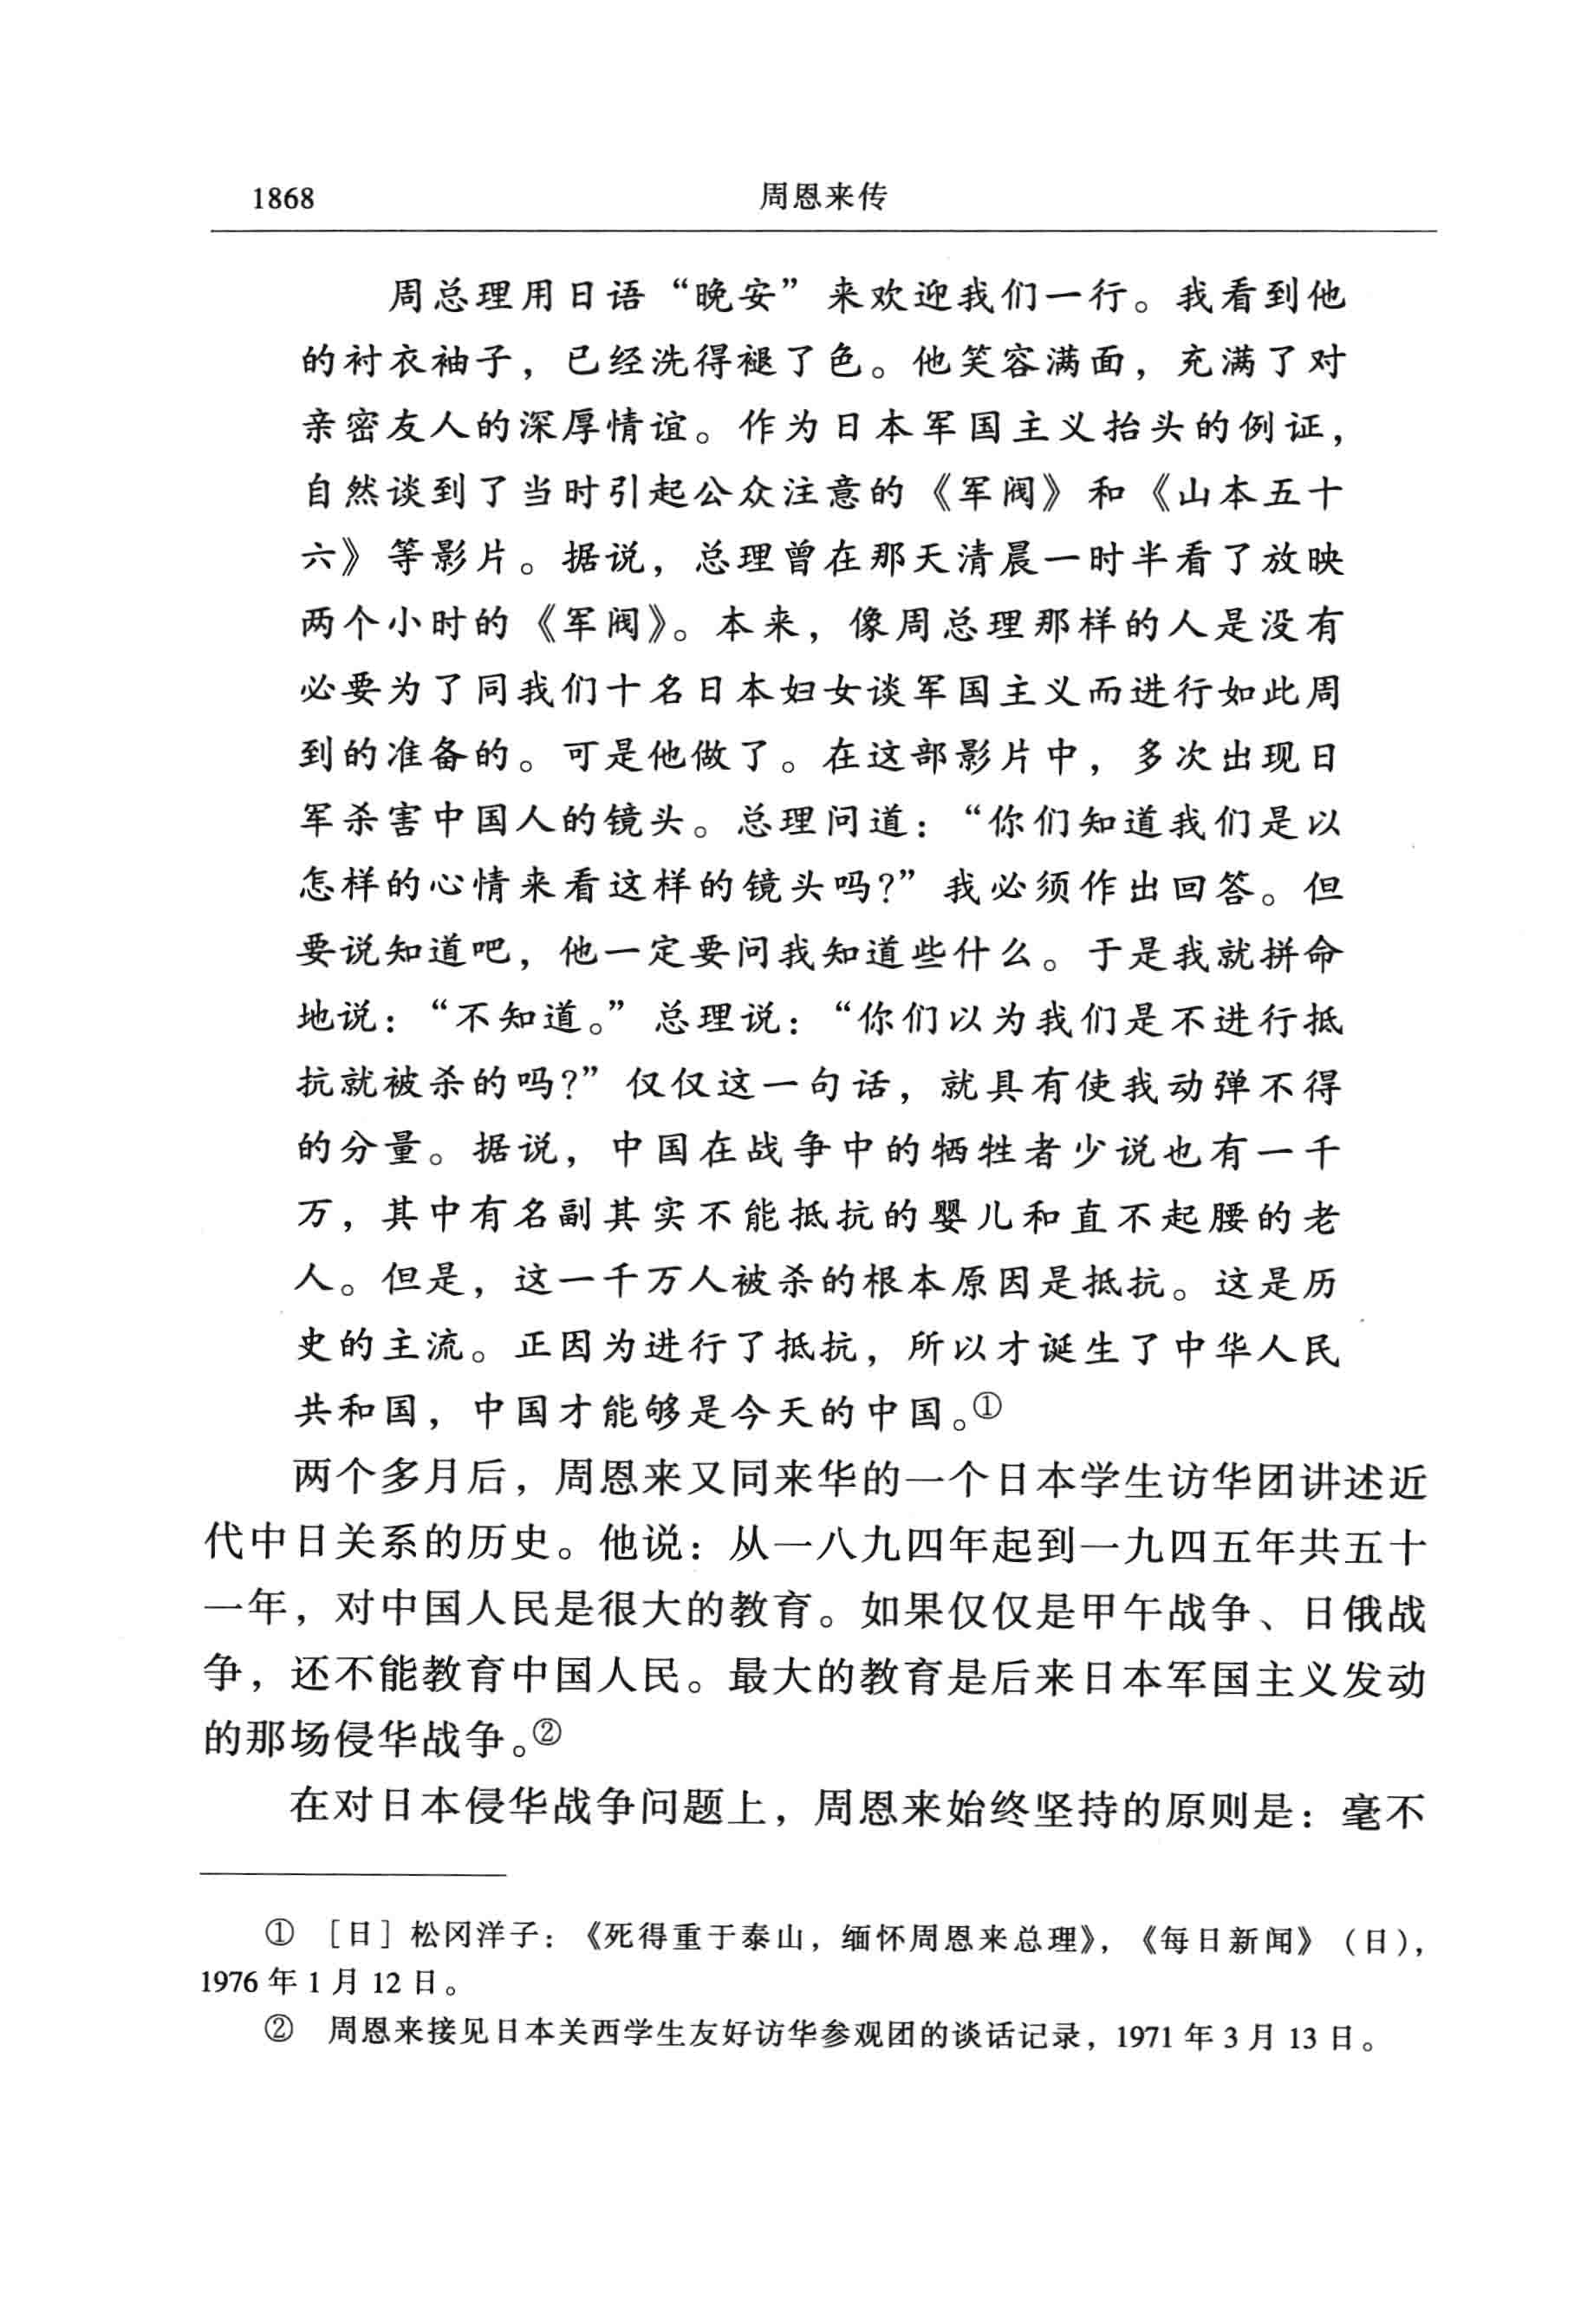 1868
周恩来传
周总理用日语“晚安”来欢迎我们一行。我看到他
的衬衣袖子，已经洗得褪了色。他笑容满面，充满了对
亲密友人的深厚情谊。作为日本军国主义抬头的例证，
自然谈到了当时引起公众注意的《军阀》和《山本五十
六》等影片。据说，总理曾在那天清晨一时半看了放映
两个小时的《军阀》。本来，像周总理那样的人是没有
必要为了同我们十名日本妇女谈军国主义而进行如此周
到的准备的。可是他做了。在这部影片中，多次出现日
军杀害中国人的镜头。总理问道：“你们知道我们是以
怎样的心情来看这样的镜头吗?”我必须作出回答。但
要说知道吧，他一定要问我知道些什么。于是我就拼命
地说：“不知道。”总理说：“你们以为我们是不进行抵
抗就被杀的吗?”仅仅这一句话，就具有使我动弹不得
的分量。据说，中国在战争中的牺牲者少说也有一千
万，其中有名副其实不能抵抗的婴儿和直不起腰的老
人。但是，这一千万人被杀的根本原因是抵抗。这是历
史的主流。正因为进行了抵抗，所以才诞生了中华人民
共和国，中国才能够是今天的中国。①
两个多月后，周恩来又同来华的一个日本学生访华团讲述近
代中日关系的历史。他说：从一八九四年起到一九四五年共五十
一年，对中国人民是很大的教育。如果仅仅是甲午战争、日俄战
争，还不能教育中国人民。最大的教育是后来日本军国主义发动
的那场侵华战争。②
在对日本侵华战争问题上，周恩来始终坚持的原则是：毫不
① ［日］松冈洋子：《死得重于泰山，缅怀周恩来总理》，《每日新闻》（日），
1976 年 1 月 12 日。
② 周恩来接见日本关西学生友好访华参观团的谈话记录，1971 年 3 月 13 日。